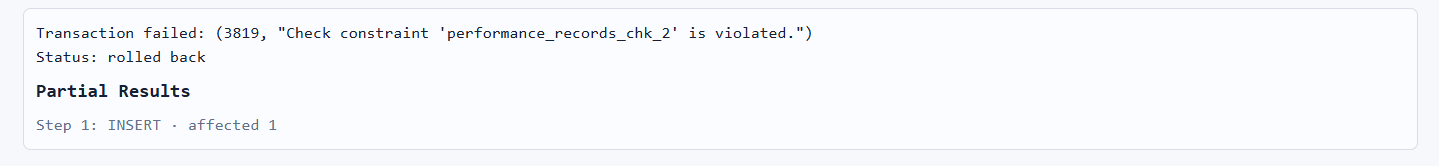 Transaction failed: (3819, "Check constraint 'performance_records_chk_2' is violated.")
Status: rolled back
Partial Results
Step 1: INSERT · affected 1